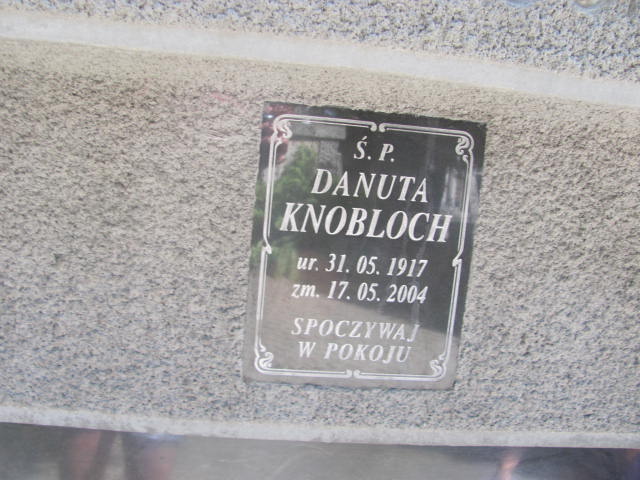 Ś. P.
DANUTA
KNOBLOCH
ur. 31. 05. 1917
zm. 17. 05. 2004
SPOCZYWAJ
W POKOJU